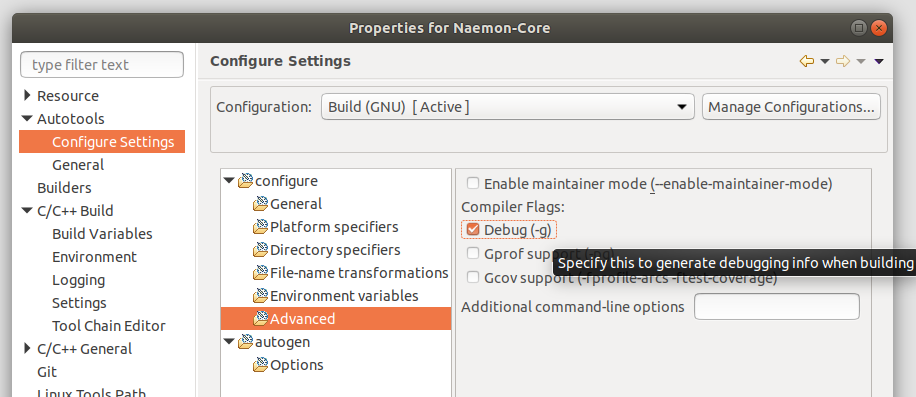 Properties for Naemon-Core
type filter text
Resource
Autotools
Configure Settings
General
Builders
C/C++ Build
Build Variables
Environment
Logging
Settings
Tool Chain Editor
C/C++ General
Git
Linux Tools Path
Configure Settings
Configuration:
Build (GNU) [ Active ]
Manage Configurations...
configure
General
Platform specifiers
Directory specifiers
File-name transformations
Environment variables
Advanced
autogen
Options
Enable maintainer mode (--enable-maintainer-mode)
Compiler Flags:
Debug (-g)
Gprof support (-pg)
Specify this to generate debugging info when building
Gcov support (-fprofile-arcs -ftest-coverage)
Additional command-line options